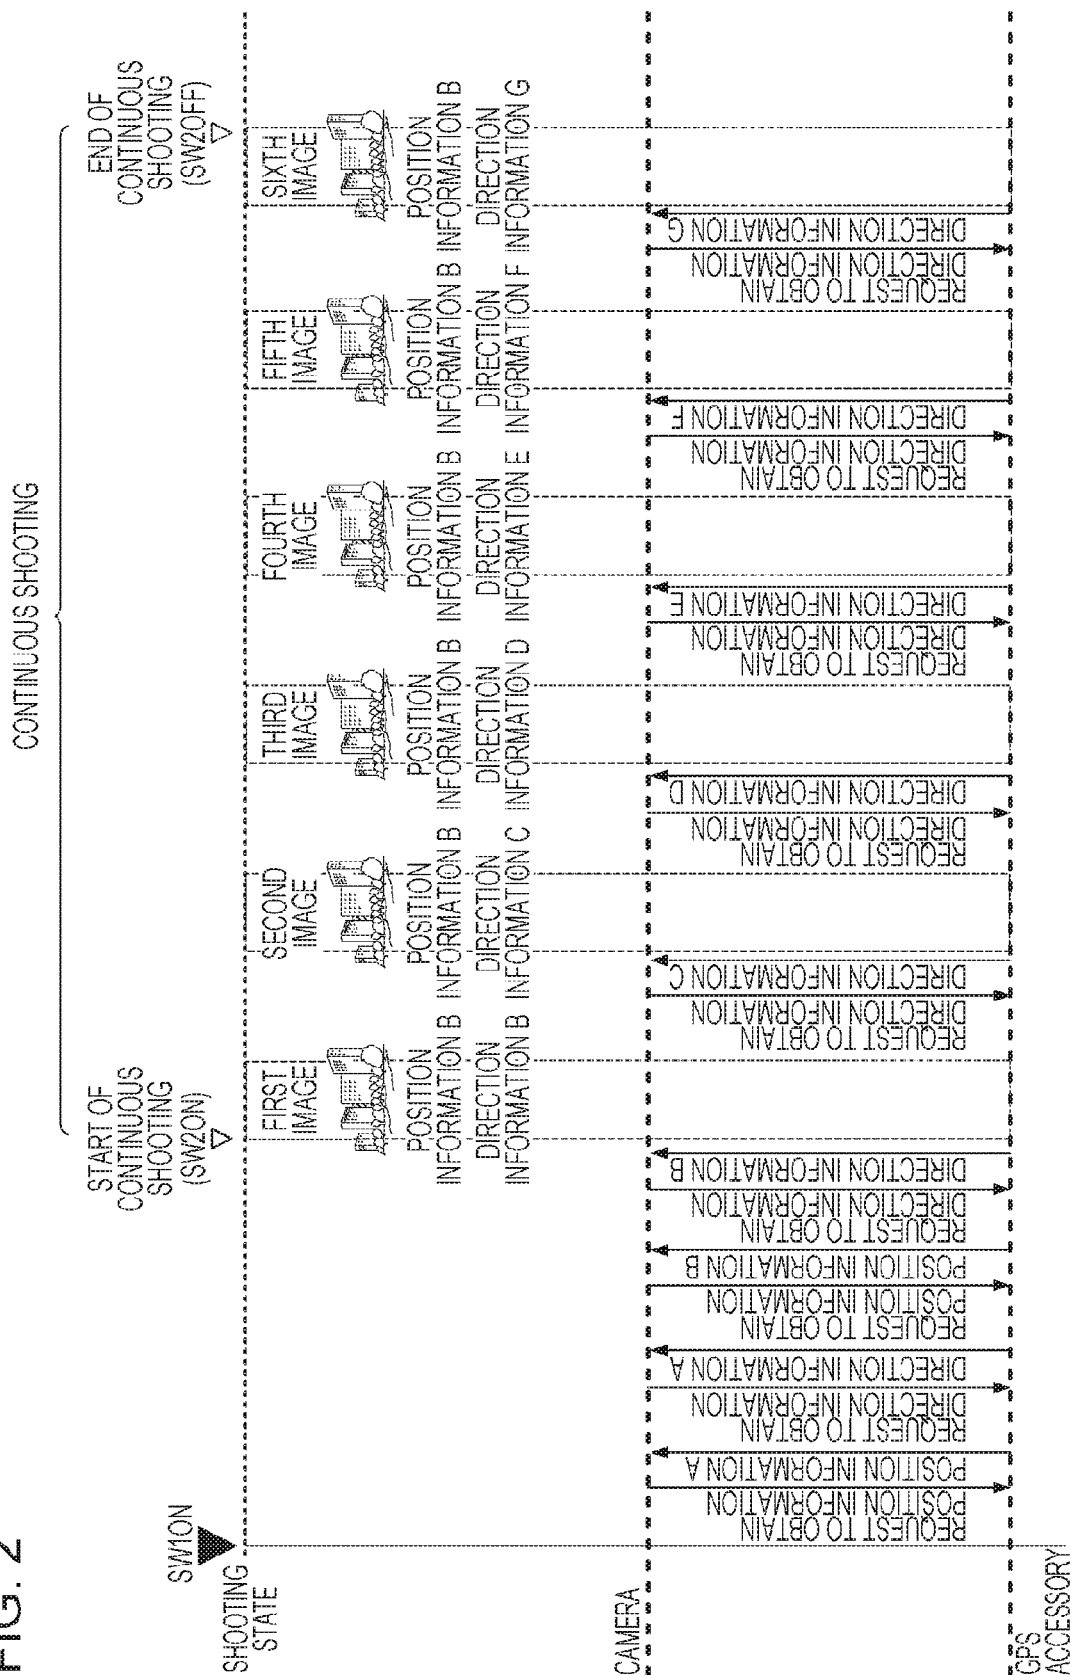 FIG. 2
CONTINUOUS SHOOTING
SW1ON
START OF
CONTINUOUS
SHOOTING
(SW2ON)
END OF
CONTINUOUS
SHOOTING
(SW2OFF)
SHOOTING
STATE
FIRST
IMAGE
POSITION
INFORMATION B
DIRECTION
INFORMATION B
SECOND
IMAGE
POSITION
INFORMATION B
DIRECTION
INFORMATION C
THIRD
IMAGE
POSITION
INFORMATION B
DIRECTION
INFORMATION D
FOURTH
IMAGE
POSITION
INFORMATION B
DIRECTION
INFORMATION E
FIFTH
IMAGE
POSITION
INFORMATION B
DIRECTION
INFORMATION F
SIXTH
IMAGE
POSITION
INFORMATION B
DIRECTION
INFORMATION G
CAMERA
REQUEST TO OBTAIN
POSITION INFORMATION
POSITION INFORMATION A
REQUEST TO OBTAIN
DIRECTION INFORMATION
DIRECTION INFORMATION A
REQUEST TO OBTAIN
POSITION INFORMATION
POSITION INFORMATION B
REQUEST TO OBTAIN
DIRECTION INFORMATION
DIRECTION INFORMATION B
REQUEST TO OBTAIN
DIRECTION INFORMATION
DIRECTION INFORMATION C
REQUEST TO OBTAIN
DIRECTION INFORMATION
DIRECTION INFORMATION D
REQUEST TO OBTAIN
DIRECTION INFORMATION
DIRECTION INFORMATION E
REQUEST TO OBTAIN
DIRECTION INFORMATION
DIRECTION INFORMATION F
REQUEST TO OBTAIN
DIRECTION INFORMATION
DIRECTION INFORMATION G
GPS
ACCESSORY